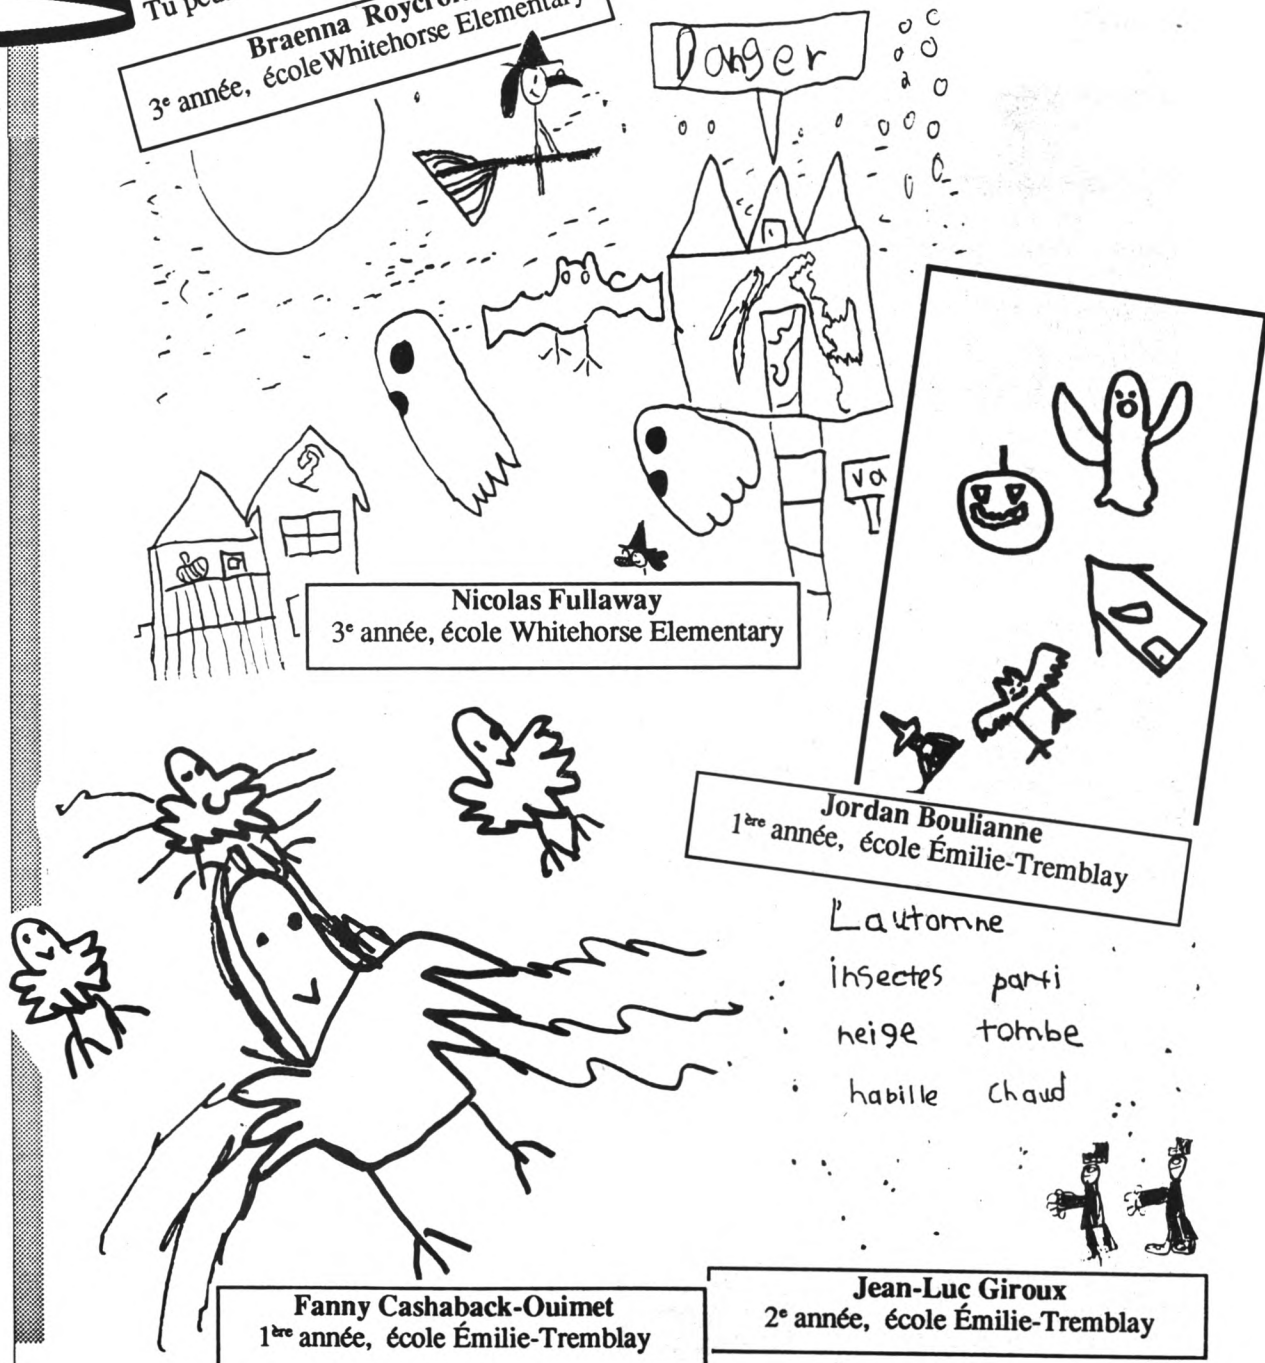 Tu
Braenna
3e année, école Whitehorse Elementary
Danger
va
Nicolas Fullaway
3e année, école Whitehorse Elementary
Jordan Boulianne
1ère année, école Émilie-Tremblay
L'automne
insectes parti
neige tombe
habille chaud
Fanny Cashaback-Ouimet
1ère année, école Émilie-Tremblay
Jean-Luc Giroux
2e année, école Émilie-Tremblay